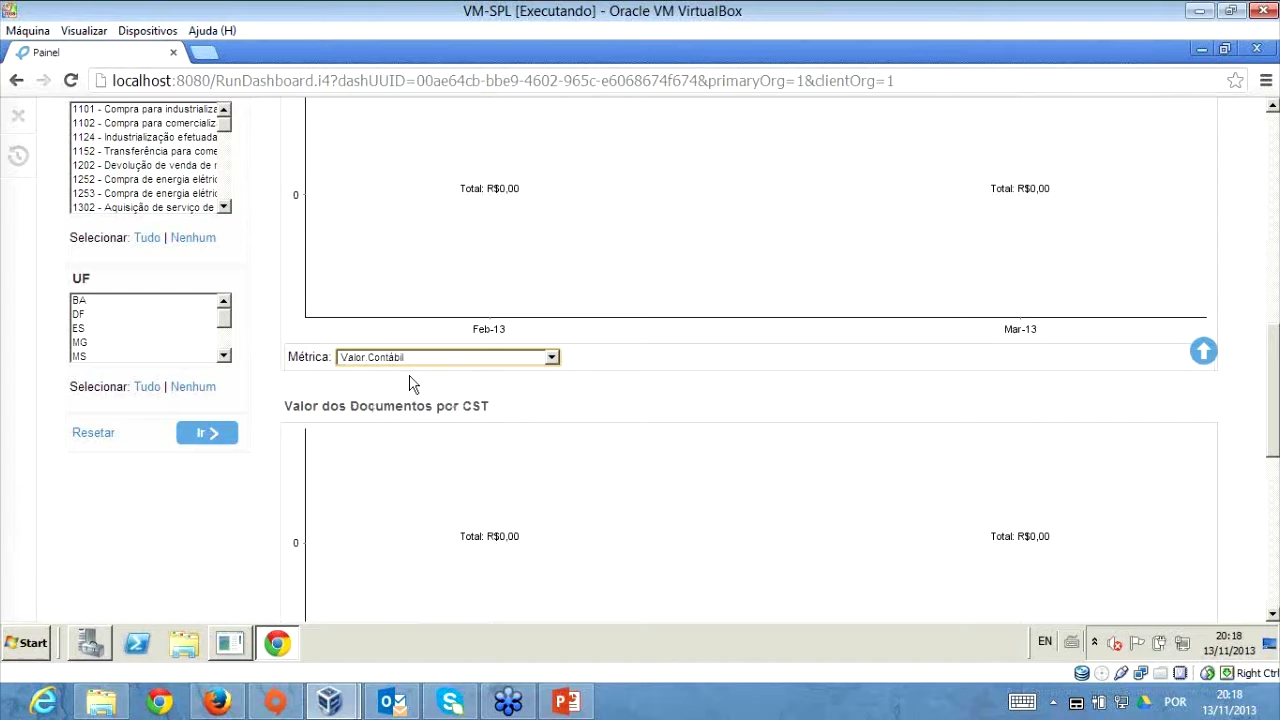 VM-SPL [Executando] - Oracle VM VirtualBox
Máquina Visualizar Dispositivos Ajuda (H)
Painel
localhost:8080/RunDashboard.i4?dashUUID=00ae64cb-bbe9-4602-965c-e6068674f674&primaryOrg=1&clientOrg=1
1101 - Compra para industrializa
1102 - Compra para comercializ
1124 - Industrialização efetuada
1152 - Transferência para come
1202 - Devolução de venda de r
1252 - Compra de energia elétric
1253 - Compra de energia elétric
1302 - Aquisição de serviço de
Selecionar: Tudo | Nenhum
UF
BA
DF
ES
MG
MS
Selecionar: Tudo | Nenhum
Resetar Ir
0
Total: R$0,00 Total: R$0,00
Feb-13 Mar-13
Métrica: Valor Contábil
Valor dos Documentos por CST
0
Total: R$0,00 Total: R$0,00
Start
EN
20:18
13/11/2013
Right Ctrl
POR
20:18
13/11/2013